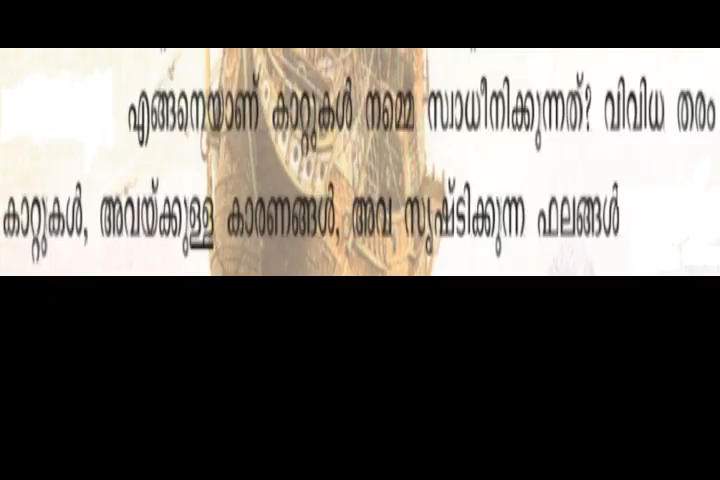 എങ്ങനെയാണ് കാറ്റുകൾ നമ്മെ സ്വാധീനിക്കുന്നത്? വിവിധ തരം
കാറ്റുകൾ, അവയ്ക്കുള്ള കാരണങ്ങൾ, അവ സൃഷ്ടിക്കുന്ന ഫലങ്ങൾ